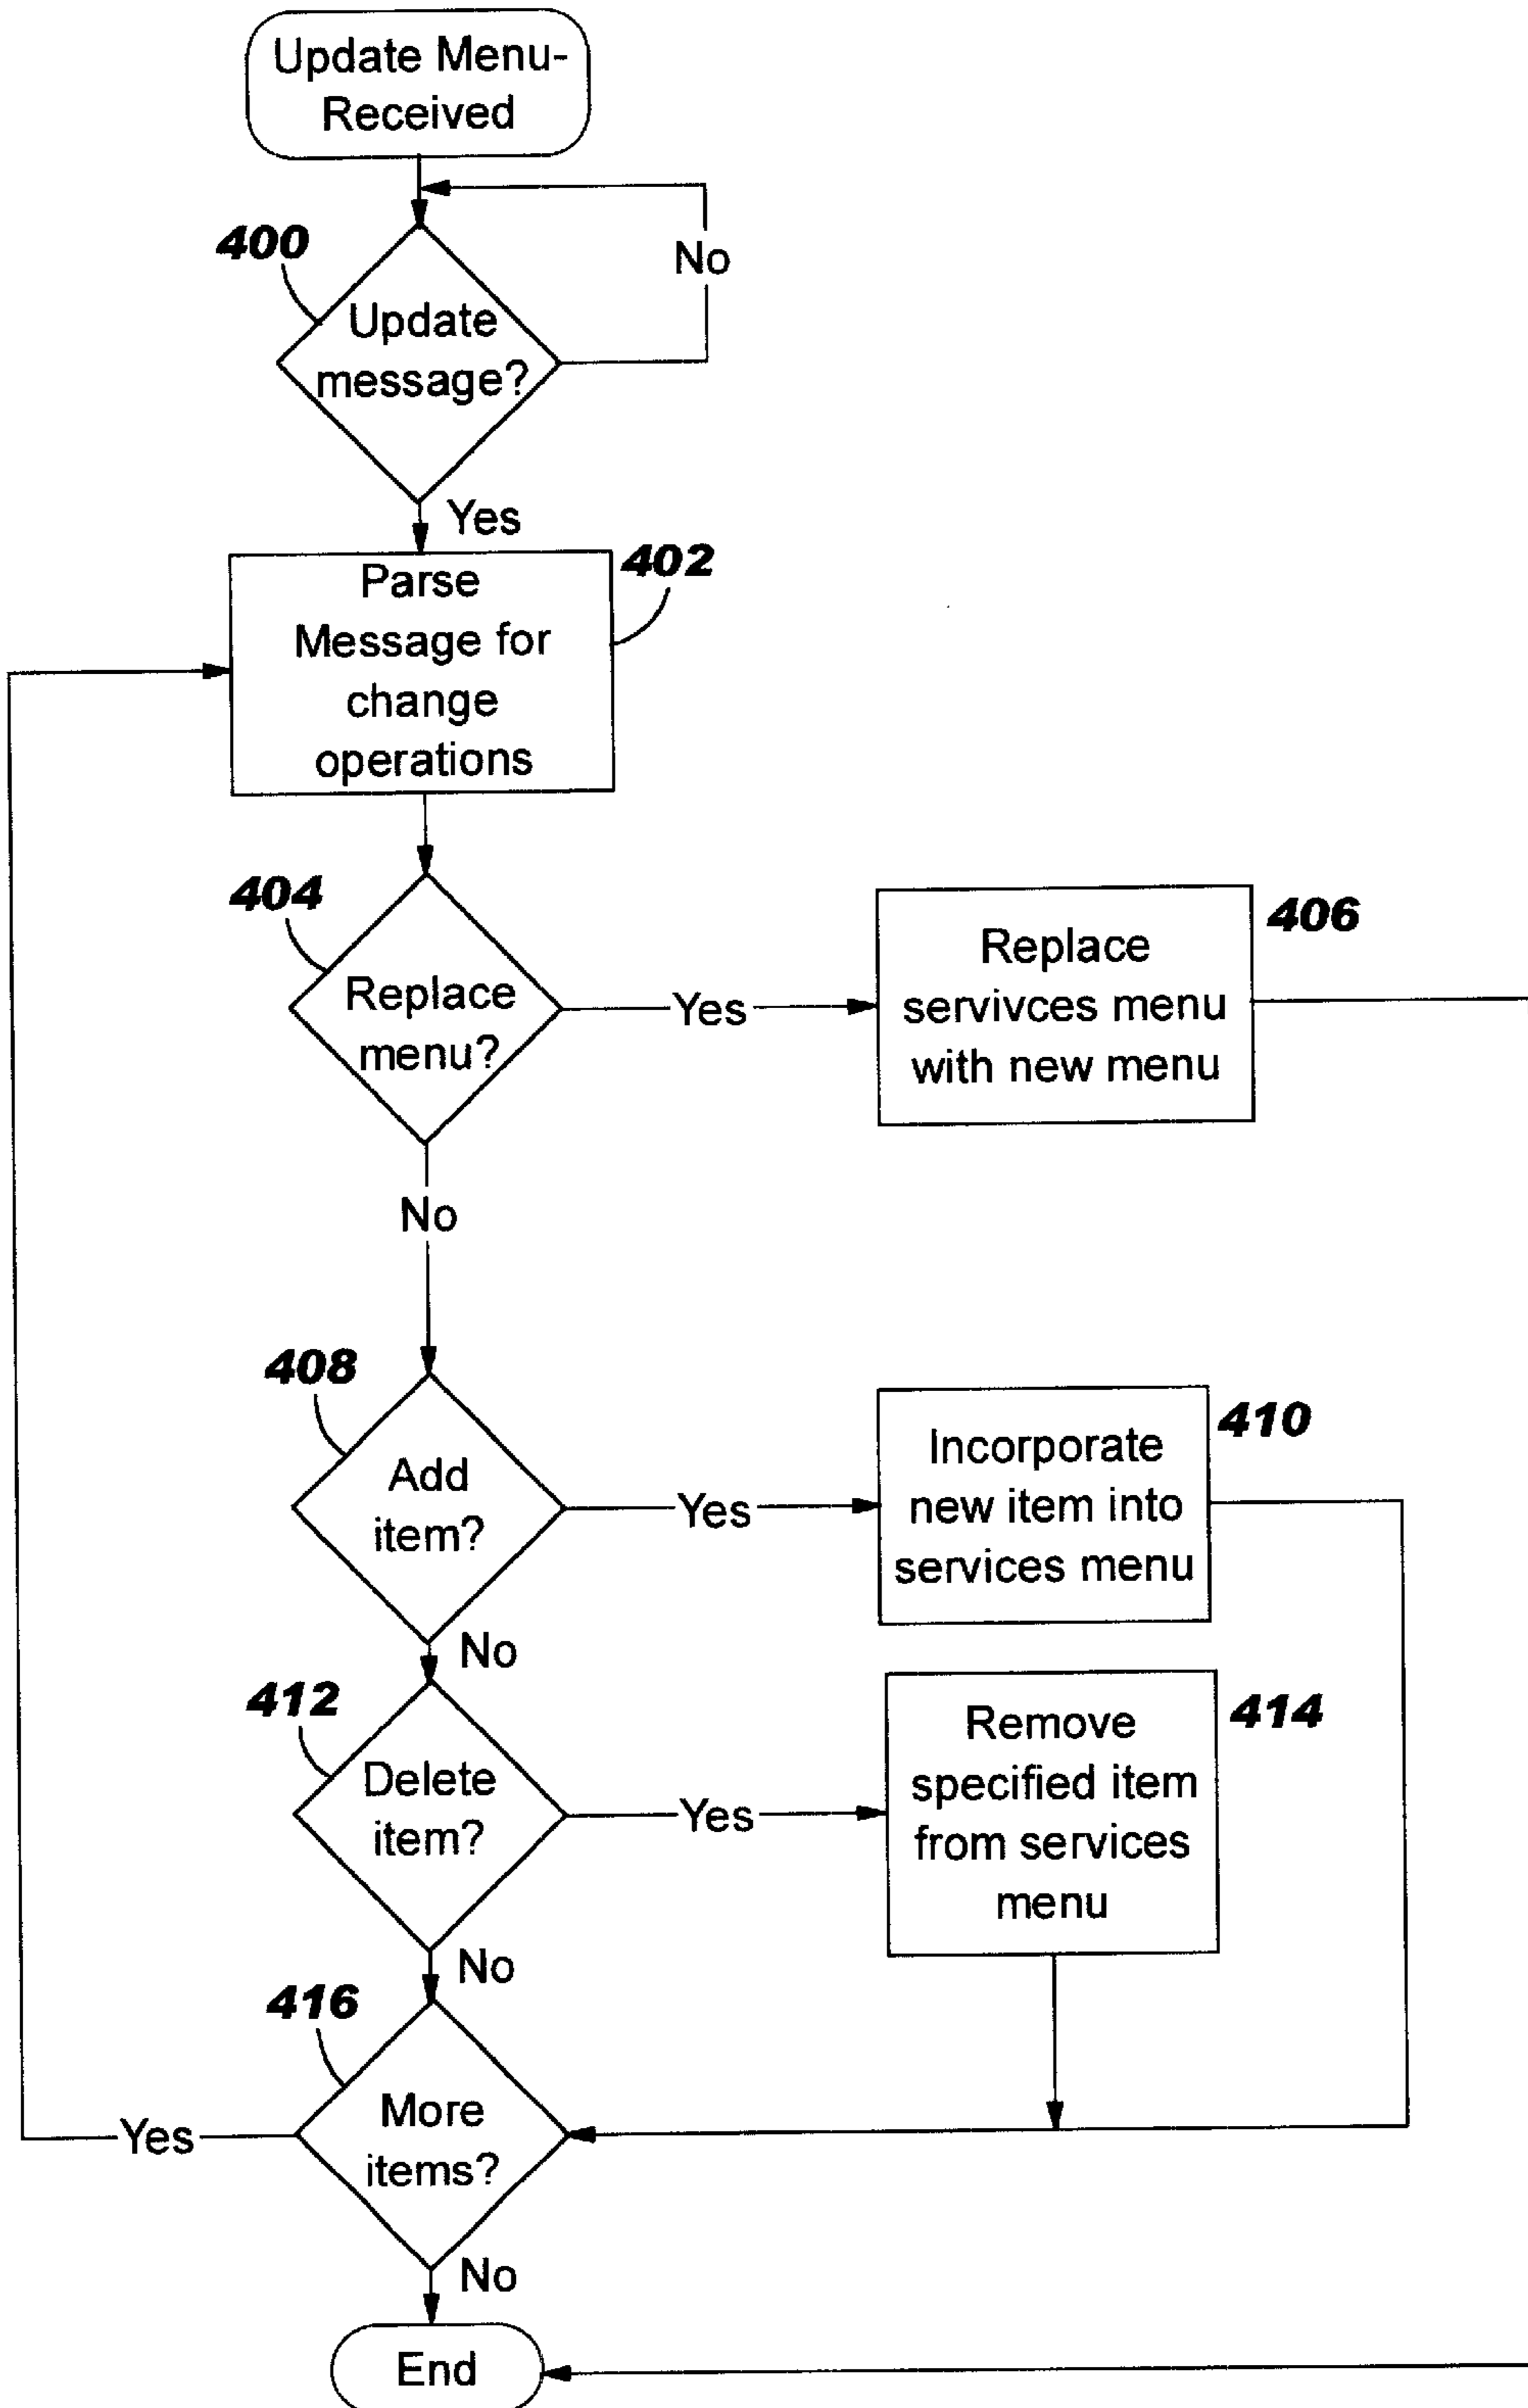 Update Menu-
Received
400
No
Update
message?
Yes
402
Parse
Message for
change
operations
404
Replace
menu?
Yes
406
Replace
servivces menu
with new menu
No
408
Add
item?
Yes
410
Incorporate
new item into
services menu
No
412
Delete
item?
Yes
414
Remove
specified item
from services
menu
No
416
More
items?
Yes
No
End